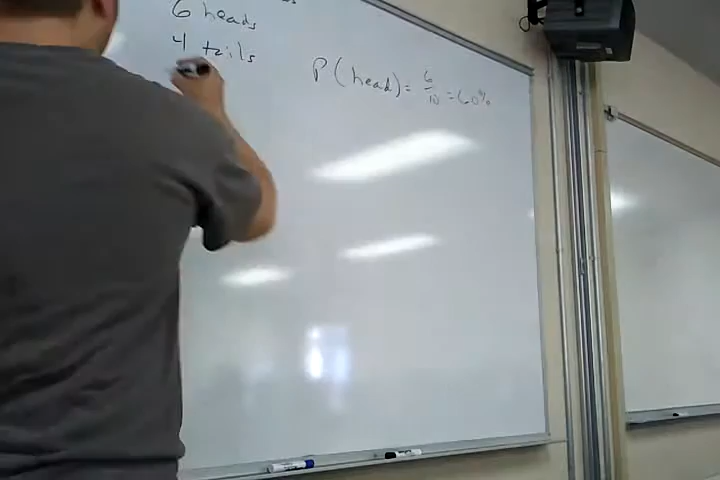 6 heads
4 tails
P(head) = 6/10 = 60%